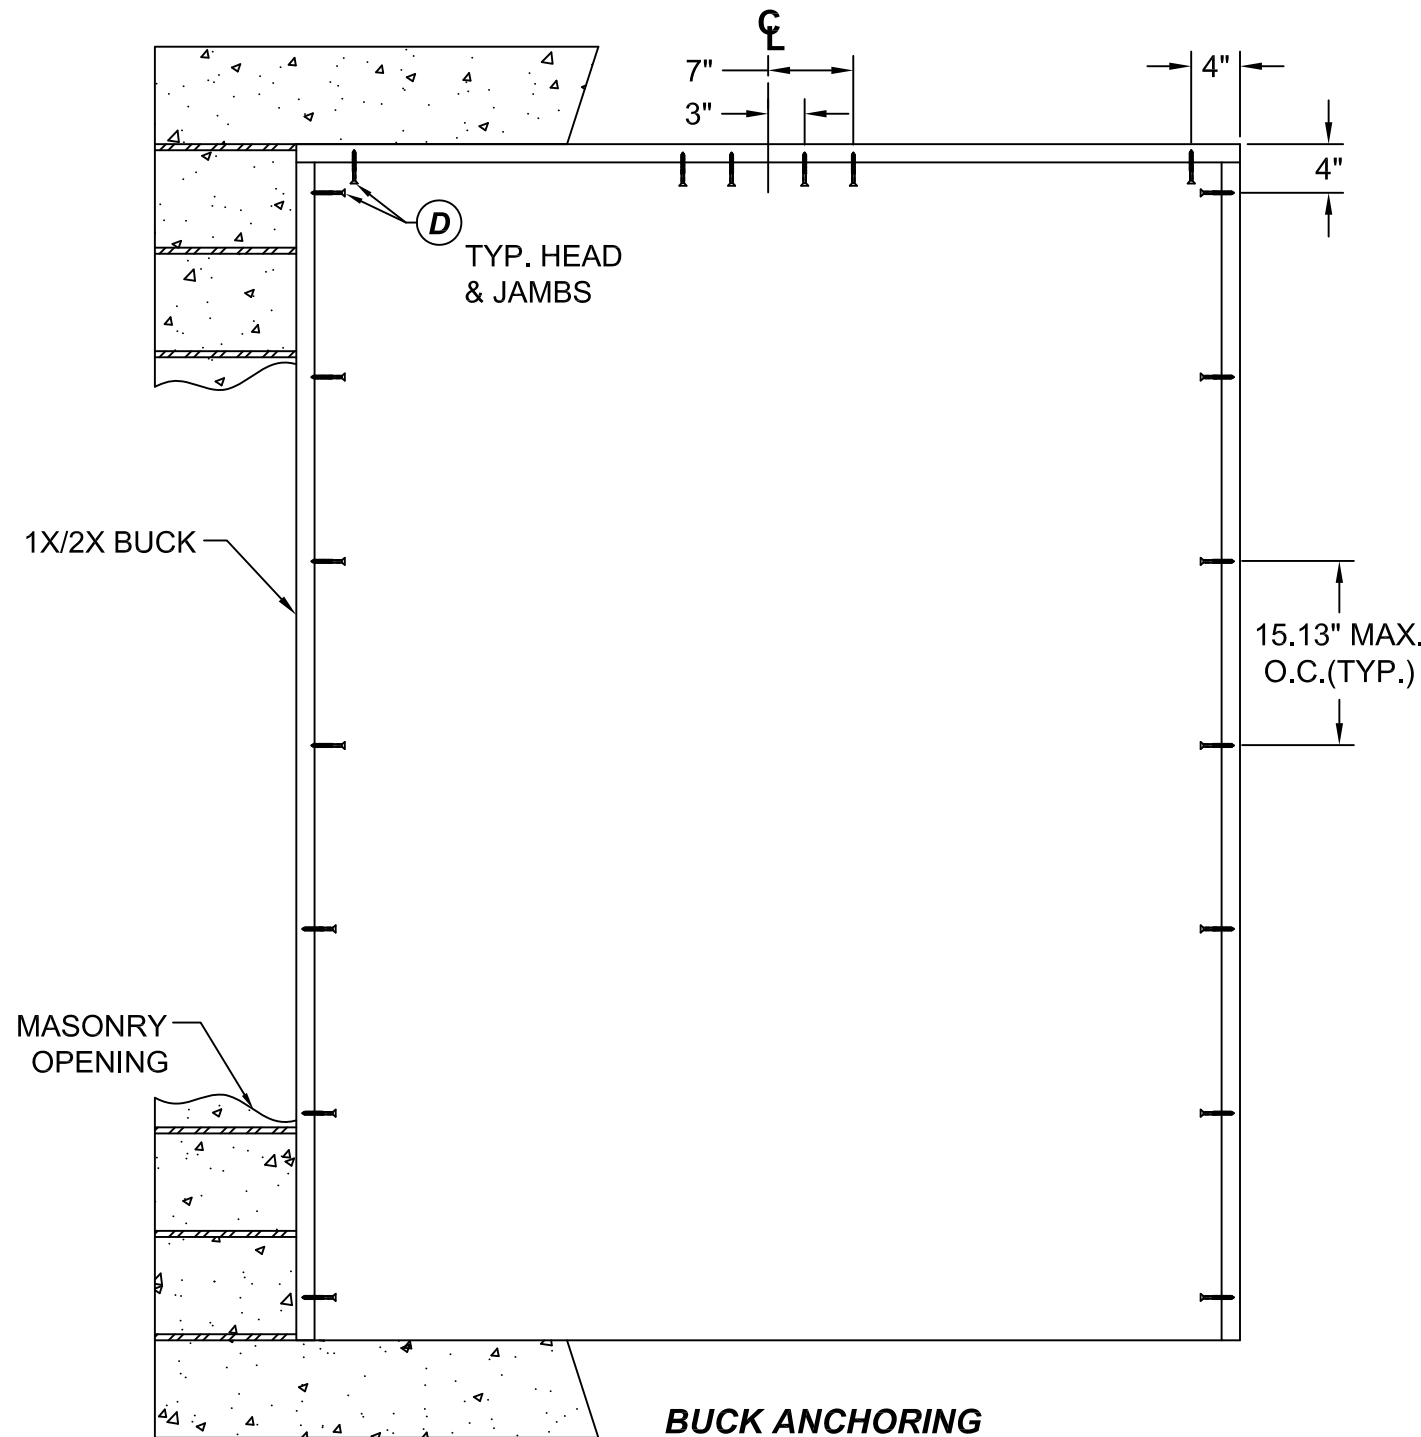 CL
7"
4"
3"
4"
D
TYP. HEAD
& JAMBS
1X/2X BUCK
15.13" MAX.
O.C.(TYP.)
MASONRY
OPENING
BUCK ANCHORING